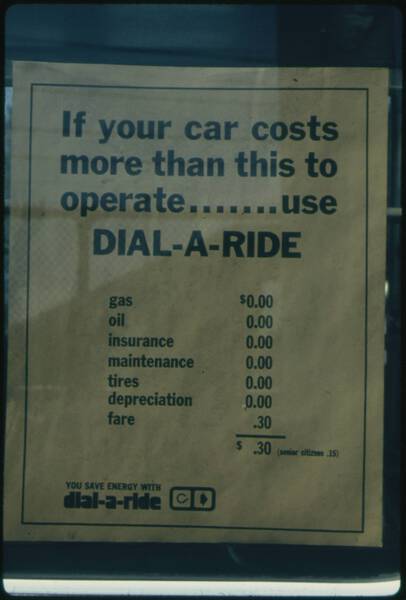 If your car costs
more than this to
operate.......use
DIAL-A-RIDE
gas $0.00
oil 0.00
insurance 0.00
maintenance 0.00
tires 0.00
depreciation 0.00
fare .30
$ .30 (senior citizens .15)
YOU SAVE ENERGY WITH
dial-a-ride